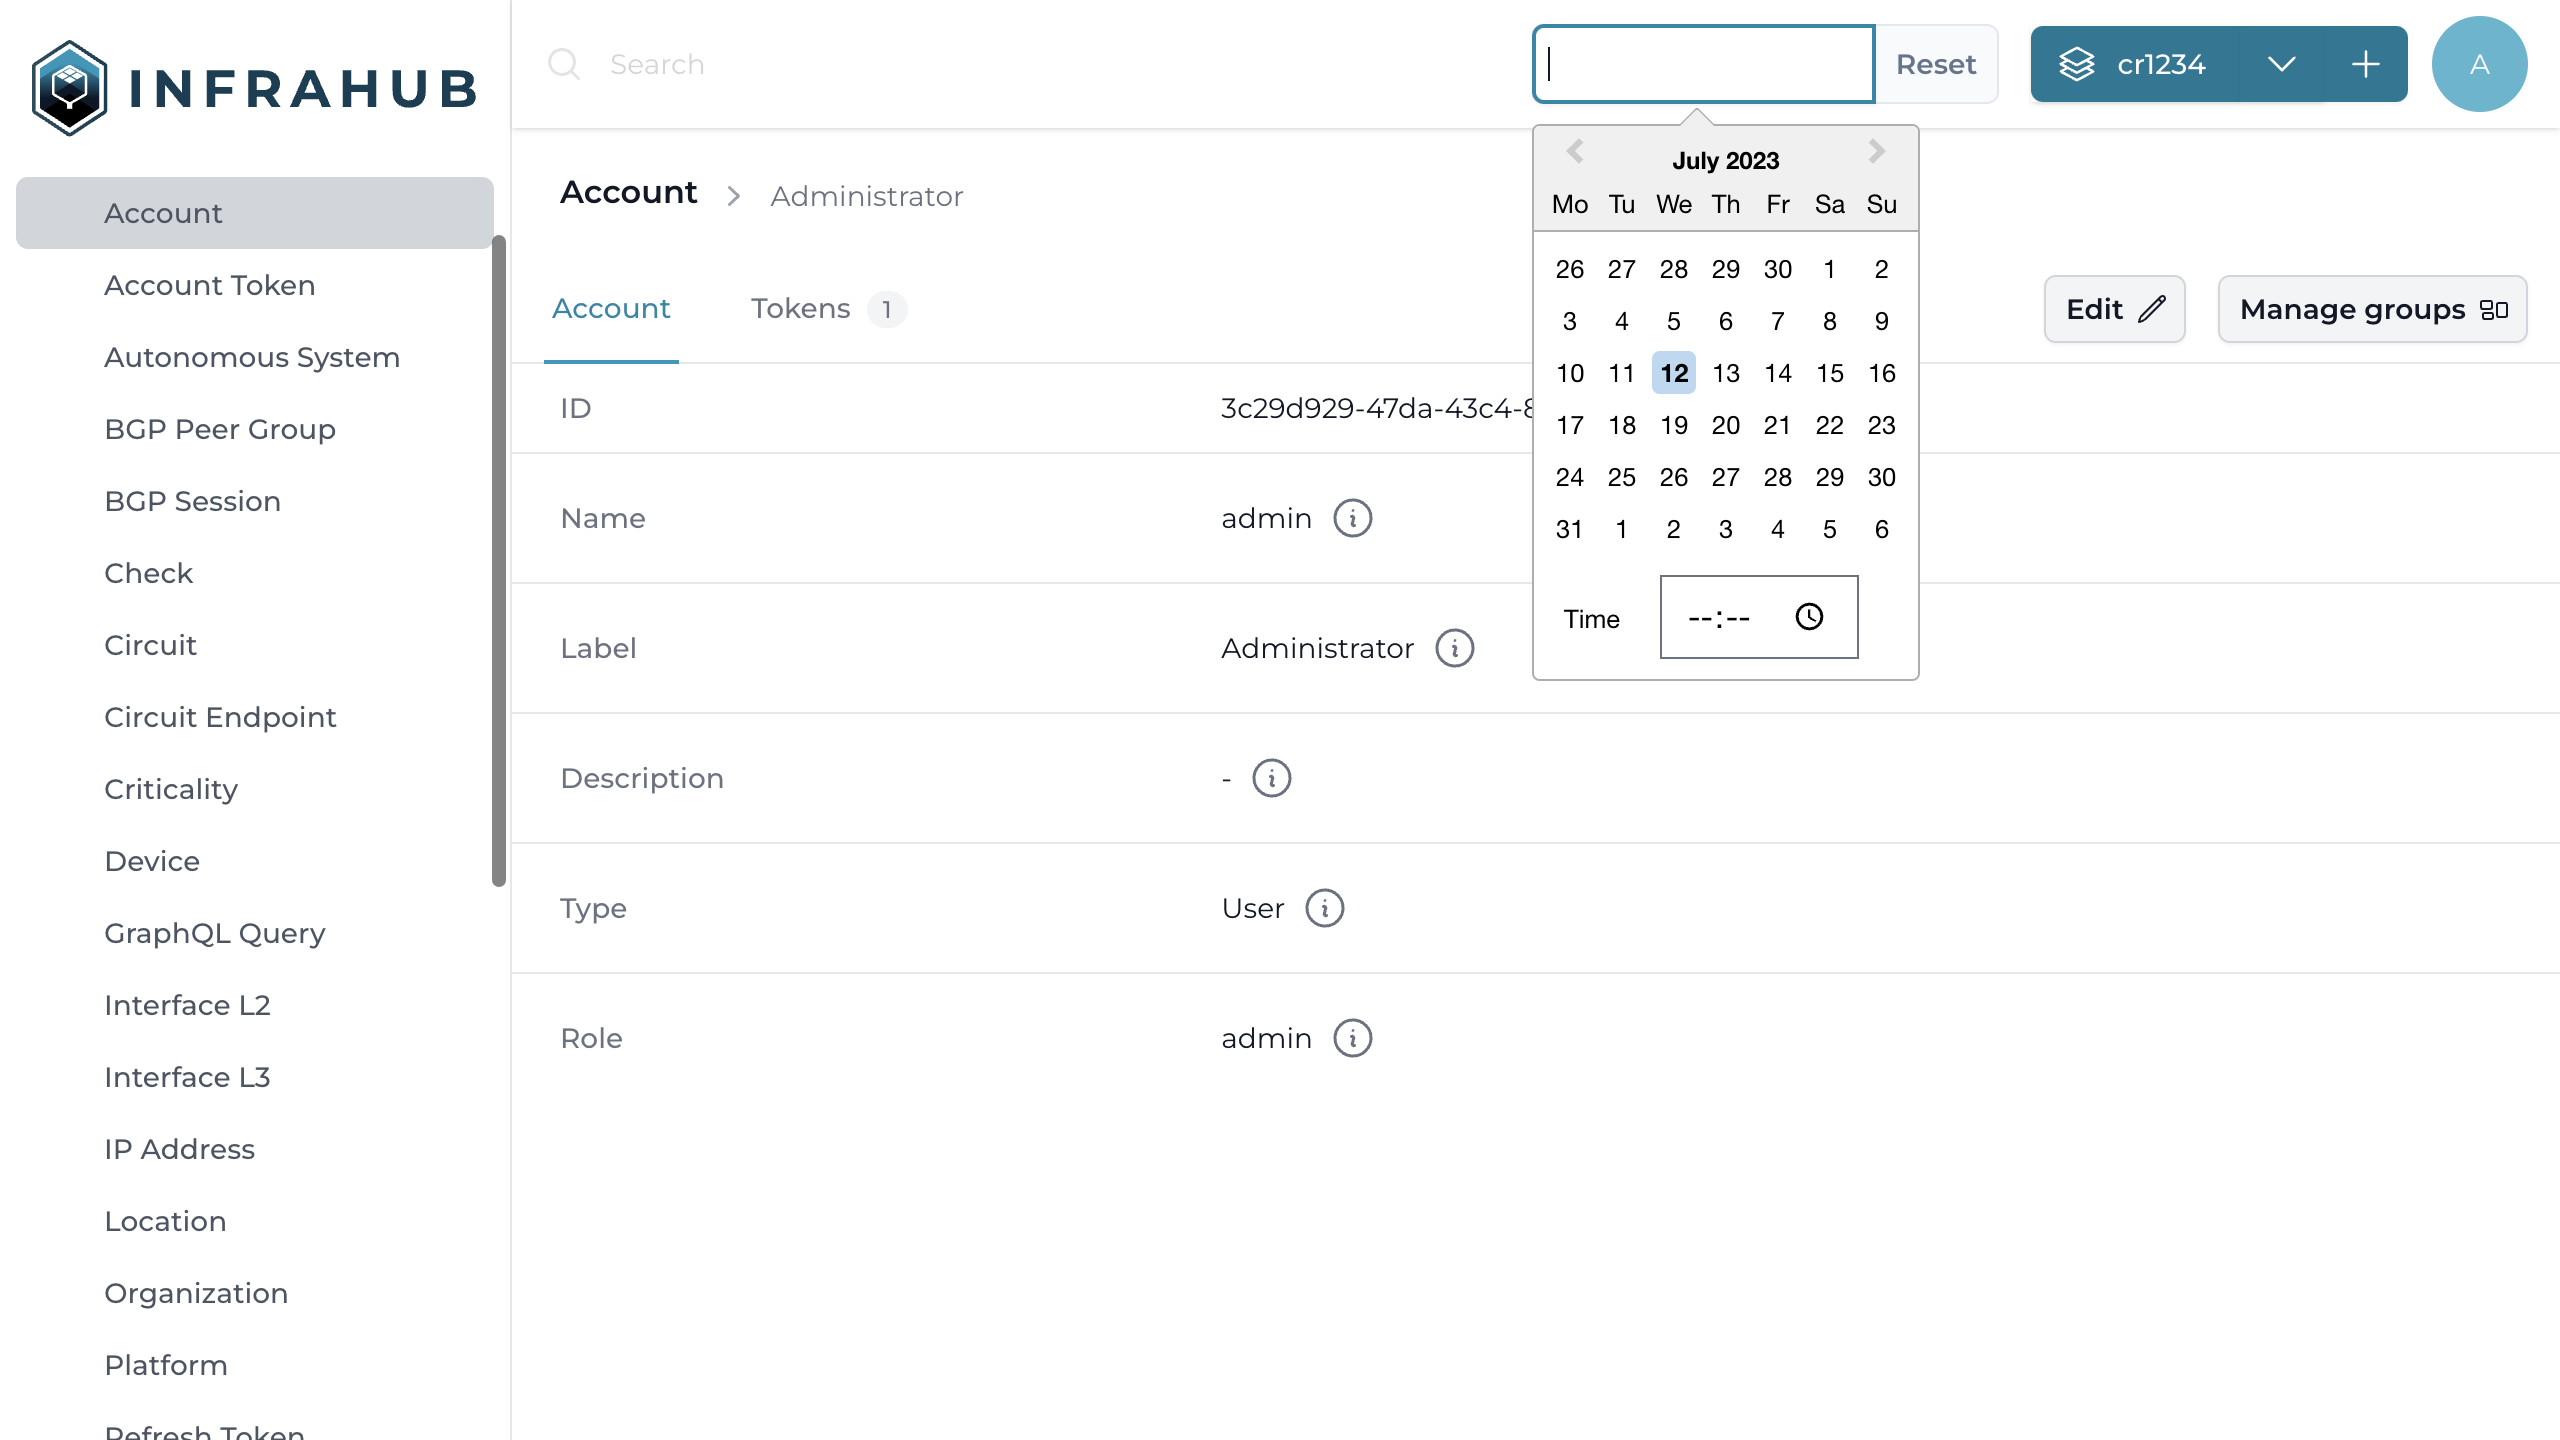 INFRAHUB
Account
Account Token
Autonomous System
BGP Peer Group
BGP Session
Check
Circuit
Circuit Endpoint
Criticality
Device
GraphQL Query
Interface L2
Interface L3
IP Address
Location
Organization
Platform
Refresh Token
Search
Reset
cr1234
A
Account
Administrator
Account
Tokens 1
Edit
Manage groups
July 2023
Mo Tu We Th Fr Sa Su
26 27 28 29 30 1 2
3 4 5 6 7 8 9
10 11 12 13 14 15 16
17 18 19 20 21 22 23
24 25 26 27 28 29 30
31 1 2 3 4 5 6
Time --:--
ID 3c29d929-47da-43c4-
Name admin
Label Administrator
Description -
Type User
Role admin